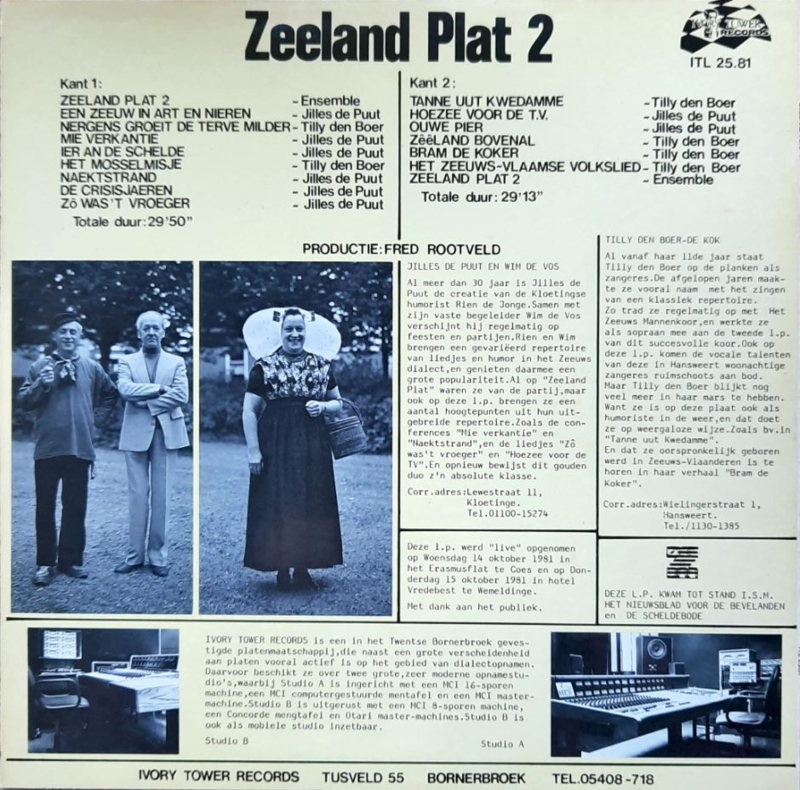 Zeeland Plat 2
IVORY TOWER
RECORDS
ITL 25.81
Kant 1:
ZEELAND PLAT 2 - Ensemble
EEN ZEEUW IN ART EN NIEREN - Jilles de Puut
NERGENS GROEIT DE TERVE MILDER - Tilly den Boer
MIE VERKANTIE - Jilles de Puut
IER AN DE SCHELDE - Jilles de Puut
HET MOSSELMISJE - Tilly den Boer
NAEKTSTRAND - Jilles de Puut
DE CRISISJAEREN - Jilles de Puut
Zô WAS'T VROEGER - Jilles de Puut
Totale duur: 29'50"
Kant 2:
TANNE UUT KWEDAMME - Tilly den Boer
HOEZEE VOOR DE T.V. - Jilles de Puut
OUWE PIER - Jilles de Puut
ZêêLAND BOVENAL - Tilly den Boer
BRAM DE KOKER - Tilly den Boer
HET ZEEUWS-VLAAMSE VOLKSLIED - Tilly den Boer
ZEELAND PLAT 2 - Ensemble
Totale duur: 29'13"
PRODUCTIE: FRED ROOTVELD
JILLES DE PUUT EN WIM DE VOS
Al meer dan 30 jaar is Jilles de
Puut de creatie van de Kloetingse
humorist Rien de Jonge.Samen met
zijn vaste begeleider Wim de Vos
verschijnt hij regelmatig op
feesten en partijen.Rien en Wim
brengen een gevariëerd repertoire
van liedjes en humor in het Zeeuws
dialect,en genieten daarmee een
grote populariteit.Al op "Zeeland
Plat" waren ze van de partij,maar
ook op deze l.p. brengen ze een
aantal hoogtepunten uit hun uit-
gebreide repertoire.Zoals de con-
ferences "Mie verkantie" en
"Naektstrand",en de liedjes "Zô
was't vroeger" en "Hoezee voor de
TV".En opnieuw bewijst dit gouden
duo z'n absolute klasse.
Corr.adres:Lewestraat 11,
Kloetinge.
Tel.01100-15274
TILLY DEN BOER-DE KOK
Al vanaf haar 11de jaar staat
Tilly den Boer op de planken als
zangeres.De afgelopen jaren maak-
te ze vooral naam met het zingen
van een klassiek repertoire.
Zo trad ze regelmatig op met Het
Zeeuws Mannenkoor,en werkte ze
als sopraan mee aan de tweede l.p.
van dit succesvolle koor.Ook op
deze l.p. komen de vocale talenten
van deze in Hansweert woonachtige
zangeres ruimschoots aan bod.
Maar Tilly den Boer blijkt nog
veel meer in haar mars te hebben.
Want ze is op deze plaat ook als
humoriste in de weer,en dat doet
ze op weergaloze wijze.Zoals bv.in
"Tanne uut Kwedamme".
En dat ze oorspronkelijk geboren
werd in Zeeuws-Vlaanderen is te
horen in haar verhaal "Bram de
Koker".
Corr.adres:Wielingerstraat 1,
Hansweert.
Tel./1130-1385
Deze l.p. werd "live" opgenomen
op Woensdag 14 oktober 1981 in
het Erasmusflat te Goes en op Don-
derdag 15 oktober 1981 in hotel
Vredebest te Wemeldinge.
Met dank aan het publiek.
DEZE L.P. KWAM TOT STAND I.S.M.
HET NIEUWSBLAD VOOR DE BEVELANDEN
en DE SCHELDEBODE
IVORY TOWER RECORDS is een in het Twentse Bornerbroek geves-
tigde platenmaatschappij,die naast een grote verscheidenheid
aan platen vooral actief is op het gebied van dialectopnamen.
Daarvoor beschikt ze over twee grote,zeer moderne opnamestu-
dio's,waarbij Studio A is ingericht met een MCI 16-sporen
machine,een MCI computergestuurde mentafel en een MCI master-
machine.Studio B is uitgerust met een MCI 8-sporen machine,
een Concorde mengtafel en Otari master-machines.Studio B is
ook als mobiele studio inzetbaar.
Studio B Studio A
IVORY TOWER RECORDS TUSVELD 55 BORNERBROEK TEL.05408-718